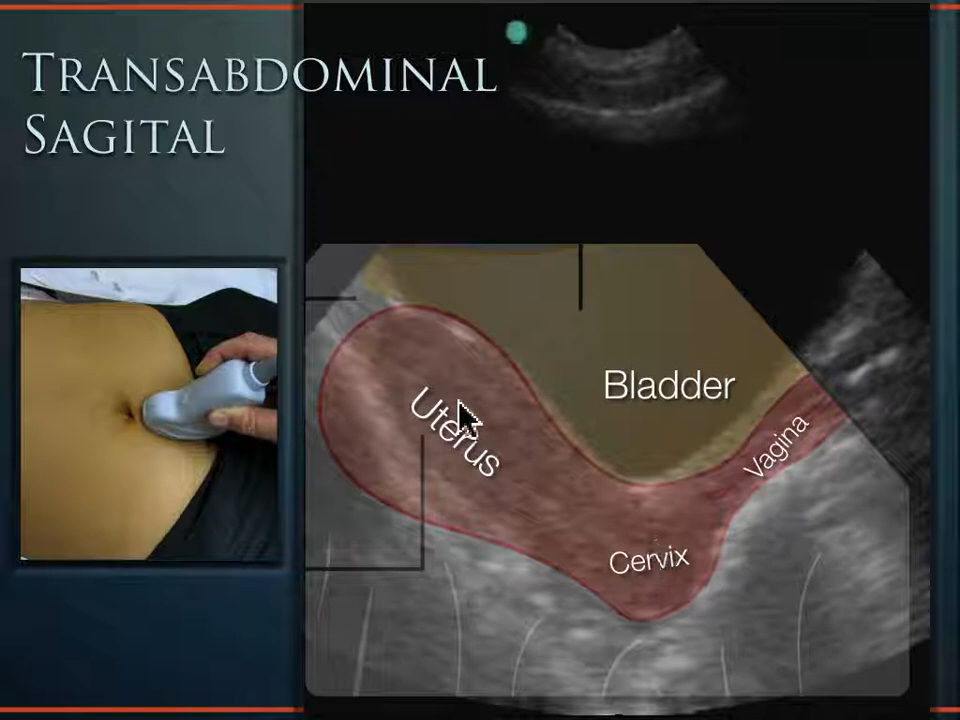 TRANSABDOMINAL
SAGITAL
Bladder
Uterus
Vagina
Cervix